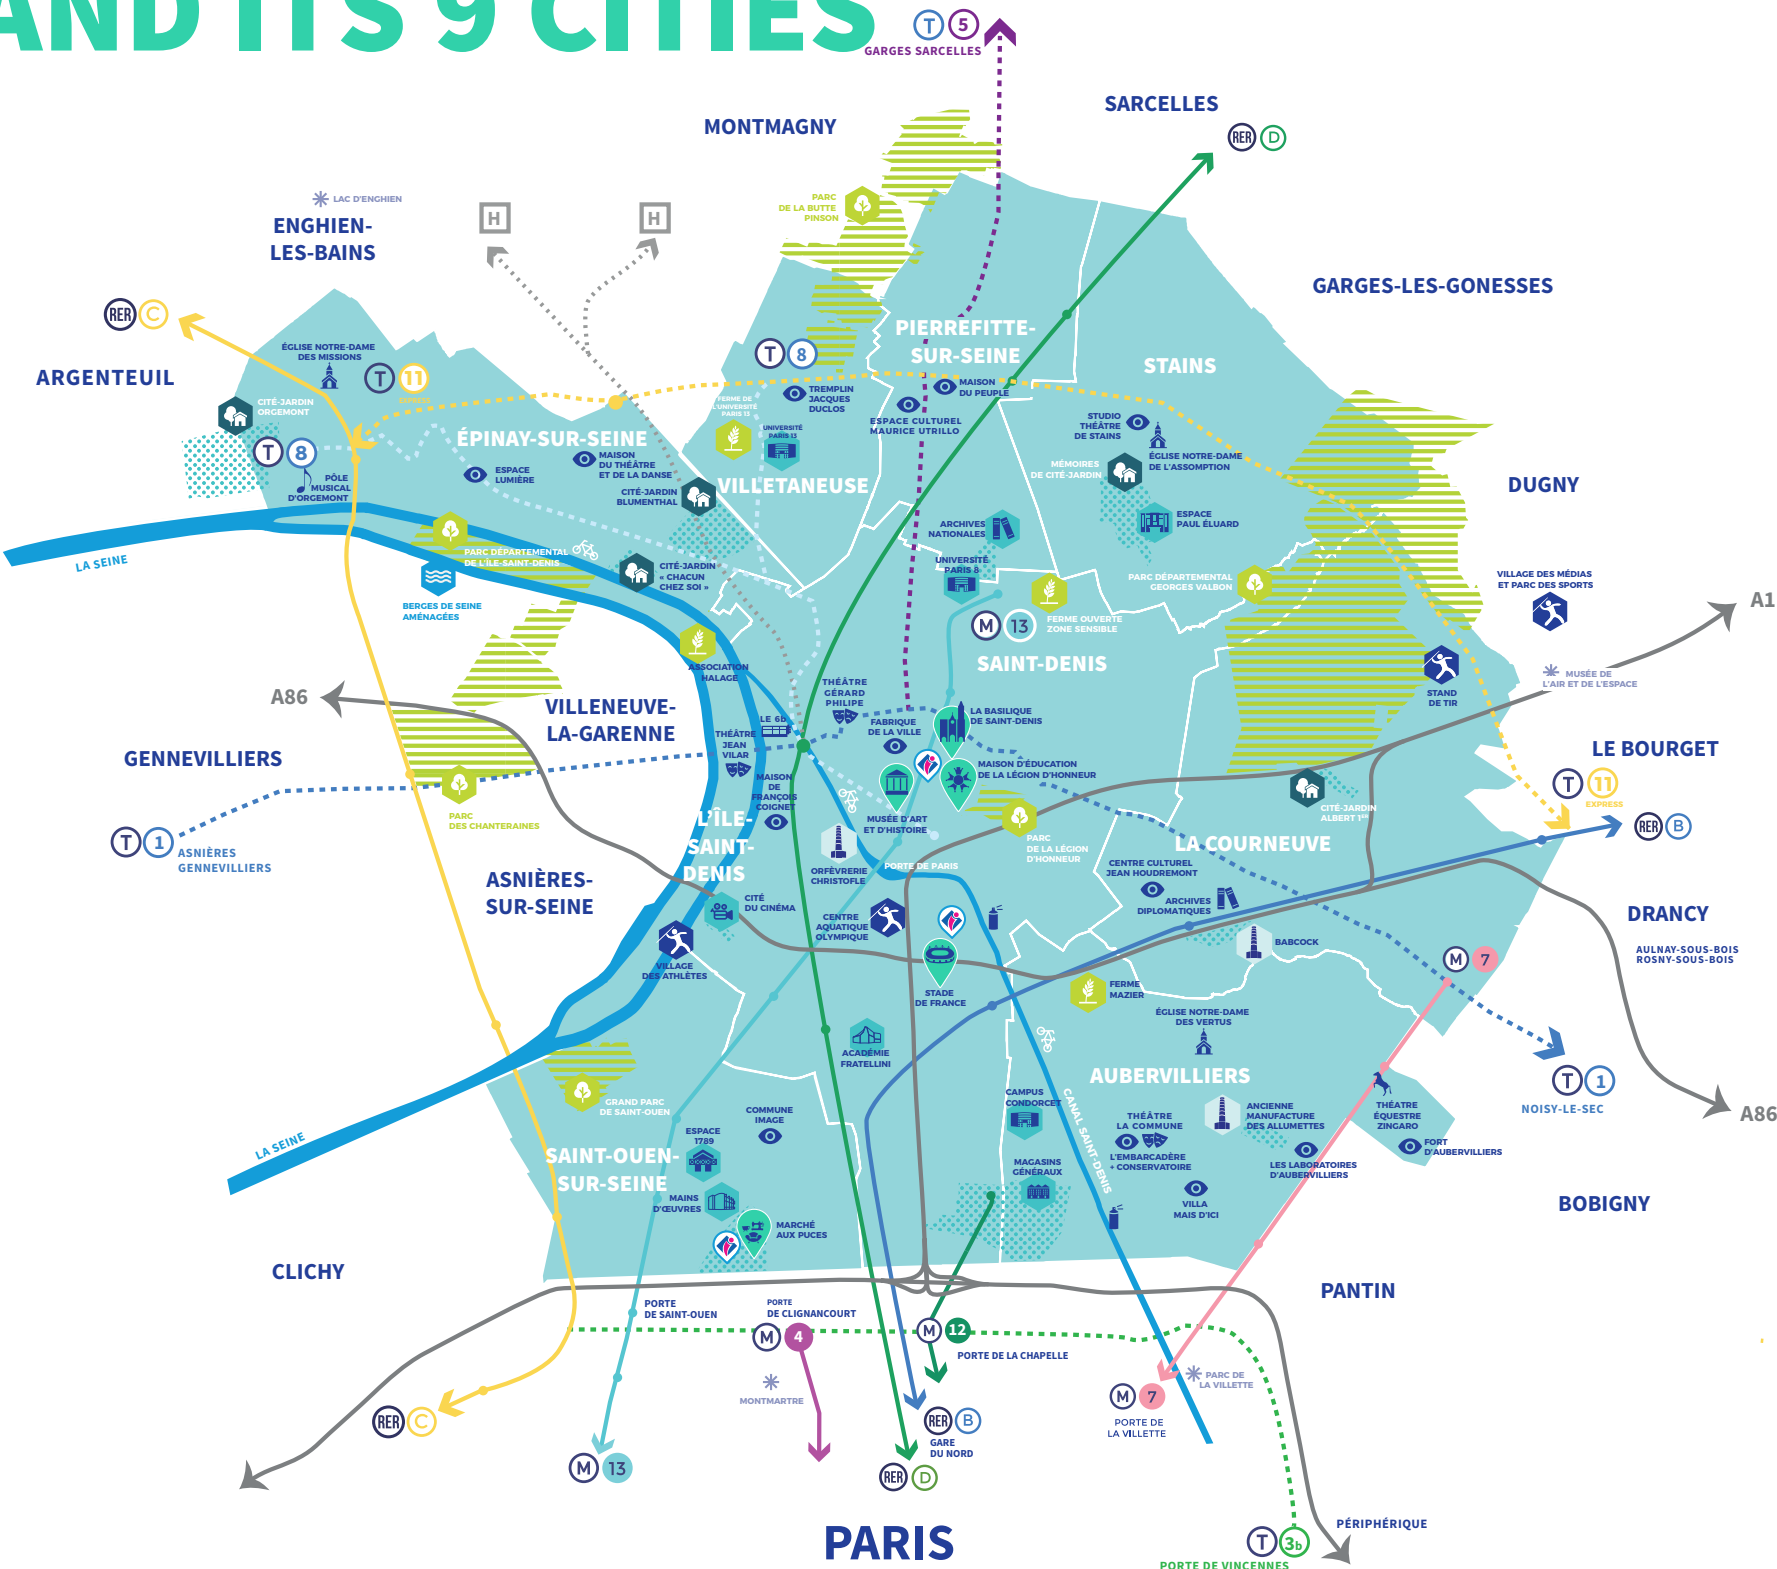 AND ITS 9 CITIES
T 5
GARGES SARCELLES
SARCELLES
RER D
MONTMAGNY
LAC D'ENGHIEN
ENGHIEN-
LES-BAINS
H
H
PARC
DE LA BUTTE
PINSON
GARGES-LES-GONESSES
RER C
ARGENTEUIL
ÉGLISE NOTRE-DAME
DES MISSIONS
T 11
EXPRESS
CITÉ-JARDIN
ORGEMONT
T 8
PÔLE
MUSICAL
D'ORGEMONT
ÉPINAY-SUR-SEINE
ESPACE
LUMIÈRE
MAISON
DU THÉÂTRE
ET DE LA DANSE
CITÉ-JARDIN
BLUMENTHAL
T 8
TREMPLIN
JACQUES
DUCLOS
FERME DE
L'UNIVERSITÉ
PARIS 13
UNIVERSITÉ
PARIS 13
VILLETANEUSE
PIERREFITTE-
SUR-SEINE
MAISON
DU PEUPLE
ESPACE CULTUREL
MAURICE UTRILLO
STAINS
STUDIO
THÉÂTRE
DE STAINS
ÉGLISE NOTRE-DAME
DE L'ASSOMPTION
MÉMOIRES
DE CITÉ-JARDIN
ESPACE
PAUL ÉLUARD
DUGNY
VILLAGE DES MÉDIAS
ET PARC DES SPORTS
A1
LA SEINE
PARC DÉPARTEMENTAL
DE L'ÎLE-SAINT-DENIS
BERGES DE SEINE
AMÉNAGÉES
CITÉ-JARDIN
« CHACUN
CHEZ SOI »
ARCHIVES
NATIONALES
UNIVERSITÉ
PARIS 8
PARC DÉPARTEMENTAL
GEORGES VALBON
M 13
FERME OUVERTE
ZONE SENSIBLE
SAINT-DENIS
ASSOCIATION
HALAGE
A86
VILLENEUVE-
LA-GARENNE
GENNEVILLIERS
THÉÂTRE
GÉRARD
PHILIPE
LE 6b
THÉÂTRE
JEAN
VILAR
FABRIQUE
DE LA VILLE
LA BASILIQUE
DE SAINT-DENIS
MAISON D'ÉDUCATION
DE LA LÉGION D'HONNEUR
MAISON
DE
FRANÇOIS
COIGNET
MUSÉE D'ART
ET D'HISTOIRE
STAND
DE TIR
MUSÉE DE
L'AIR ET DE L'ESPACE
LE BOURGET
T 11
EXPRESS
RER B
CITÉ-JARDIN
ALBERT 1ER
PARC
DES CHANTERAINES
T 1
ASNIÈRES
GENNEVILLIERS
ASNIÈRES-
SUR-SEINE
L'ÎLE-
SAINT-
DENIS
ORFÈVRERIE
CHRISTOFLE
PORTE DE PARIS
PARC
DE LA LÉGION
D'HONNEUR
LA COURNEUVE
CENTRE CULTUREL
JEAN HOUDREMONT
ARCHIVES
DIPLOMATIQUES
BABCOCK
DRANCY
AULNAY-SOUS-BOIS
ROSNY-SOUS-BOIS
CITÉ
DU CINÉMA
CENTRE
AQUATIQUE
OLYMPIQUE
VILLAGE
DES ATHLÈTES
STADE
DE FRANCE
M 7
FERME
MAZIER
ÉGLISE NOTRE-DAME
DES VERTUS
ACADÉMIE
FRATELLINI
AUBERVILLIERS
T 1
NOISY-LE-SEC
A86
GRAND PARC
DE SAINT-OUEN
COMMUNE
IMAGE
CAMPUS
CONDORCET
CANAL SAINT-DENIS
THÉÂTRE
LA COMMUNE
L'EMBARCADÈRE
+ CONSERVATOIRE
ANCIENNE
MANUFACTURE
DES ALLUMETTES
THÉATRE
ÉQUESTRE
ZINGARO
FORT
D'AUBERVILLIERS
LES LABORATOIRES
D'AUBERVILLIERS
LA SEINE
ESPACE
1789
SAINT-OUEN-
SUR-SEINE
MAINS
D'ŒUVRES
MARCHÉ
AUX PUCES
MAGASINS
GÉNÉRAUX
VILLA
MAIS D'ICI
BOBIGNY
CLICHY
PANTIN
PORTE
DE SAINT-OUEN
PORTE
DE CLIGNANCOURT
M 4
M 12
PORTE DE LA CHAPELLE
MONTMARTRE
PARC DE
LA VILLETTE
M 7
PORTE DE
LA VILLETTE
RER C
M 13
RER B
GARE
DU NORD
RER D
PARIS
PÉRIPHÉRIQUE
T 3b
PORTE DE VINCENNES